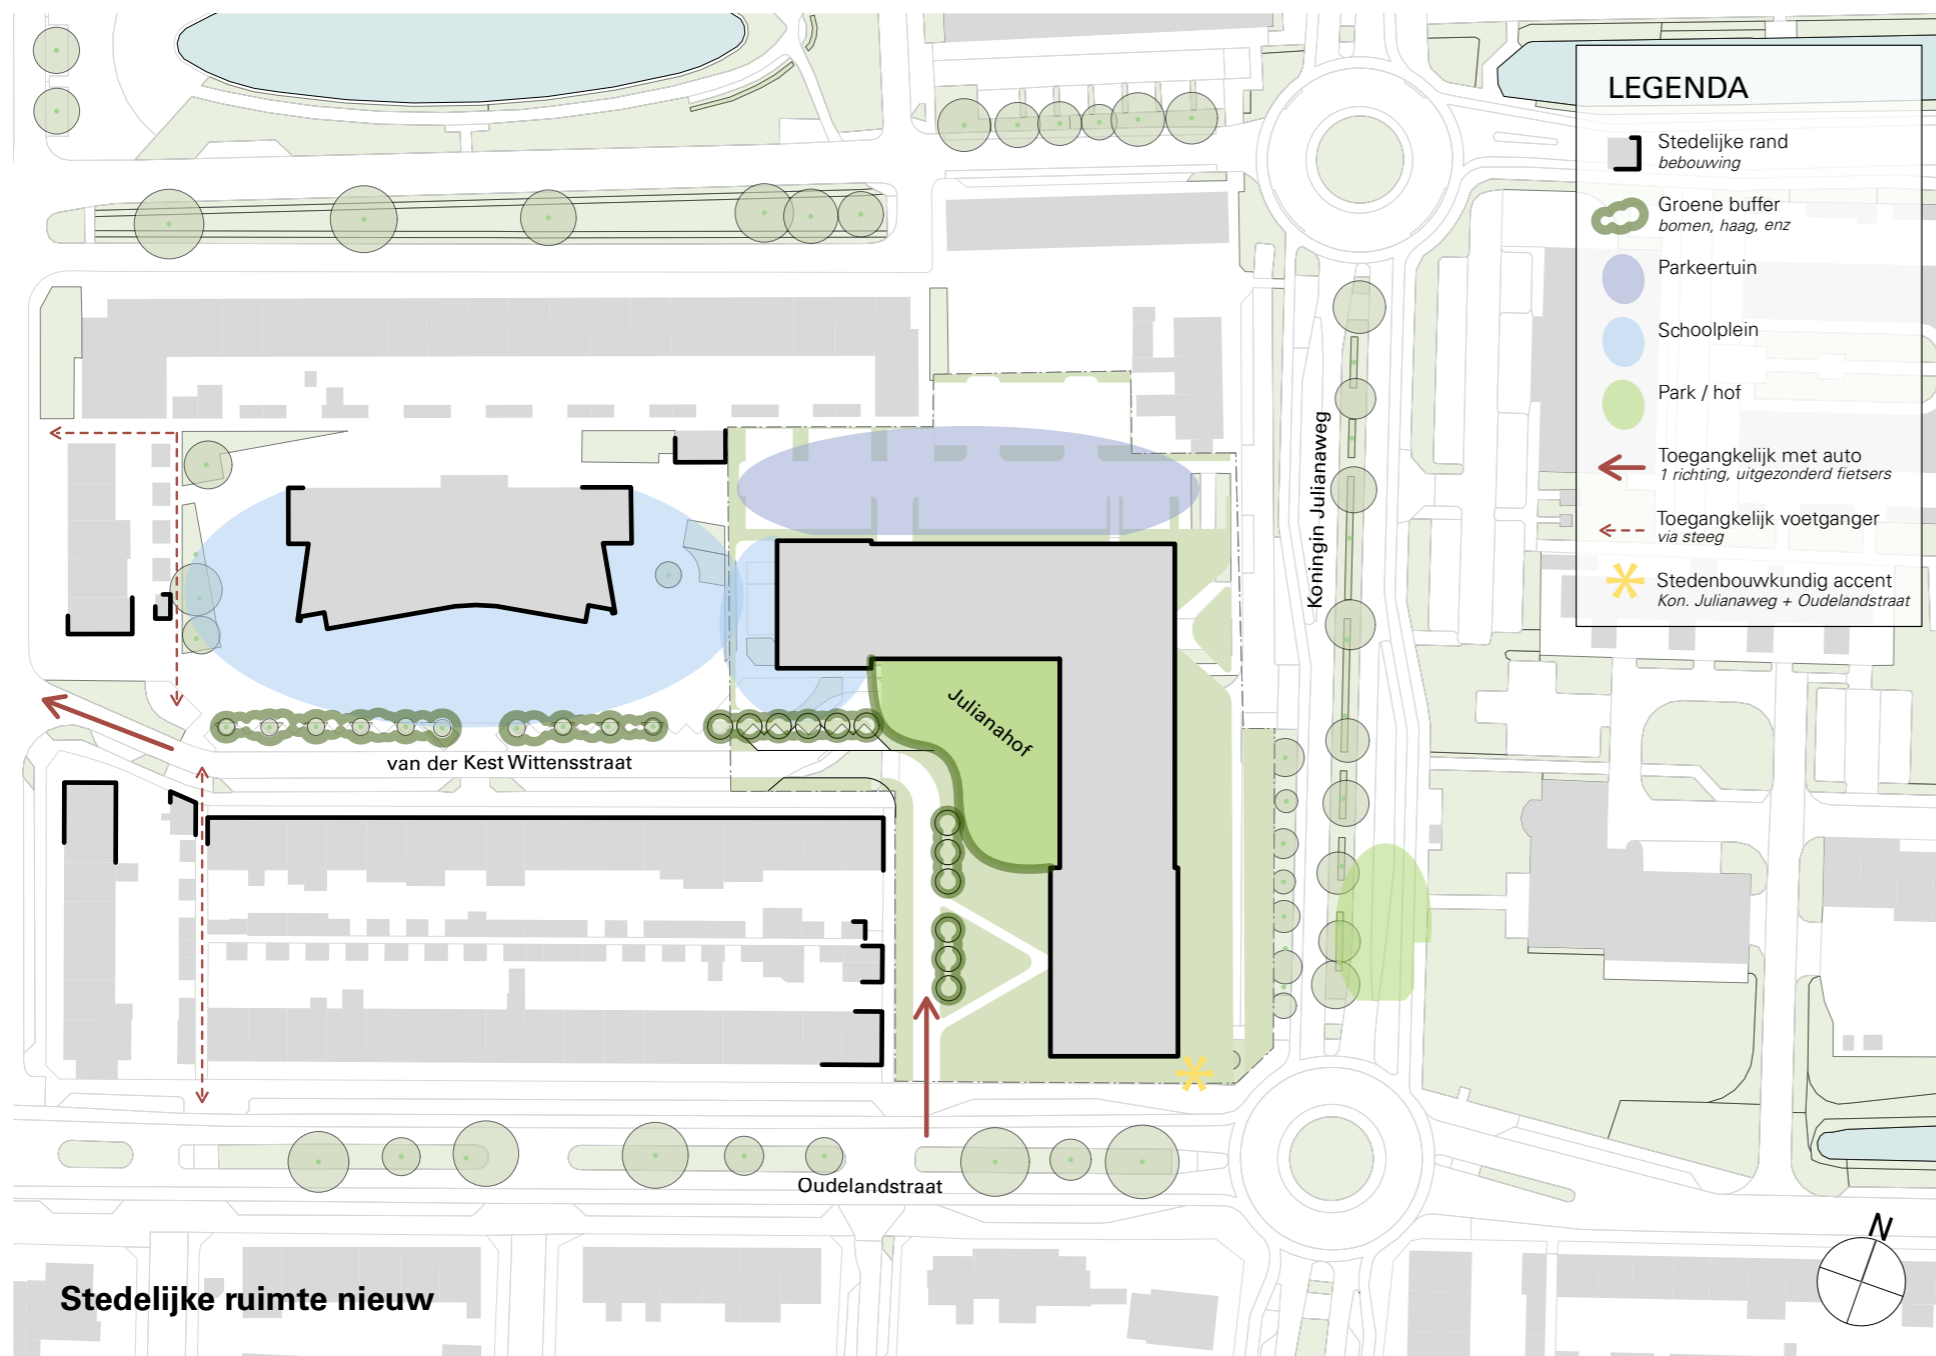 LEGENDA
Stedelijke rand
bebouwing
Groene buffer
bomen, haag, enz
Parkeertuin
Schoolplein
Park / hof
Toegangkelijk met auto
1 richting, uitgezonderd fietsers
Toegangkelijk voetganger
via steeg
Stedenbouwkundig accent
Kon. Julianaweg + Oudelandstraat
Koningin Julianaweg
Julianahof
van der Kest Wittensstraat
Oudelandstraat
N
Stedelijke ruimte nieuw